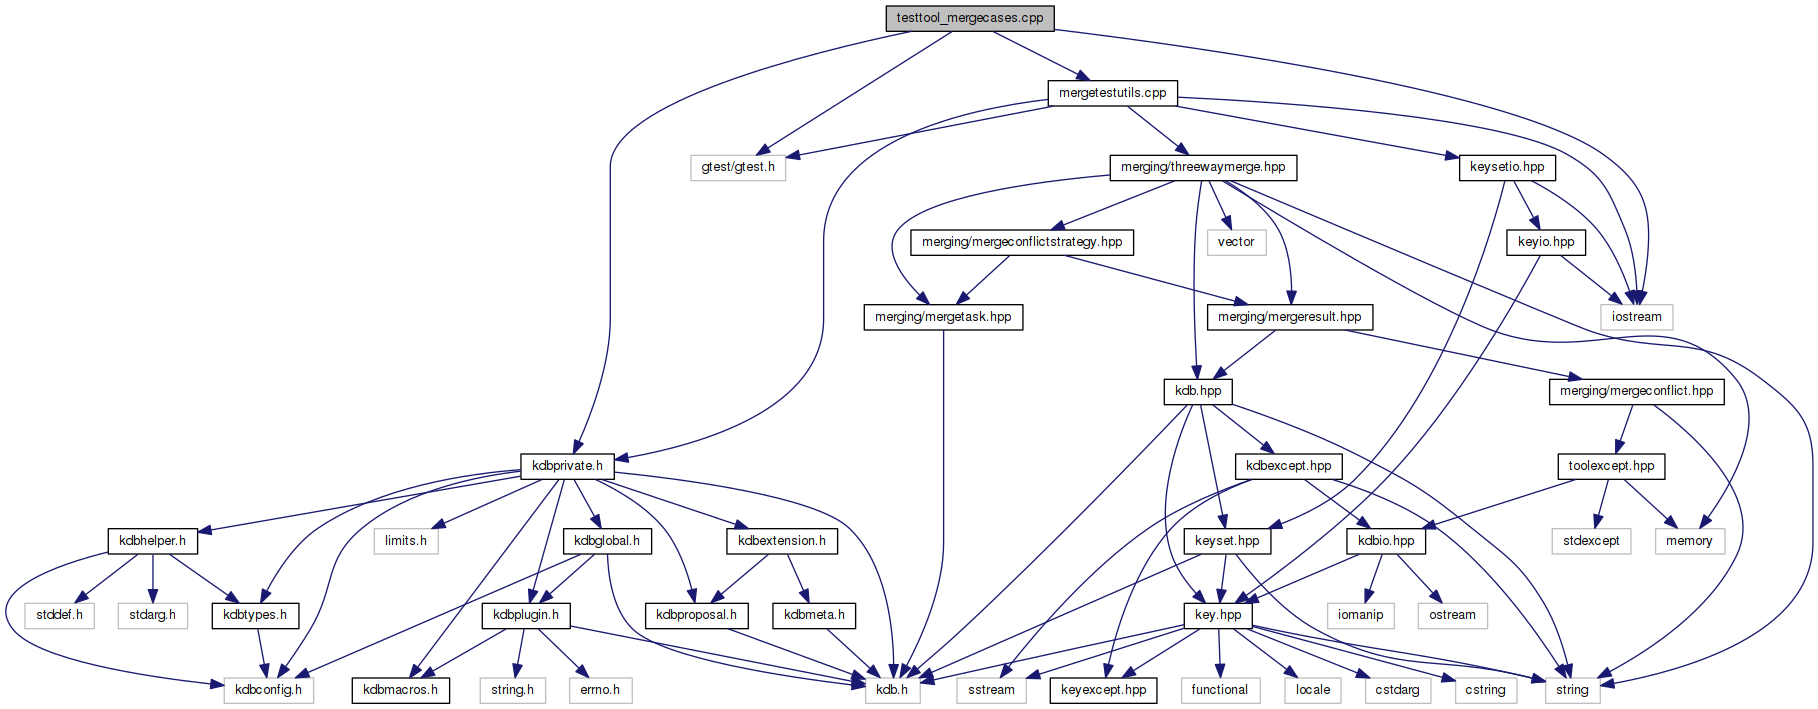 testtool_mergecases.cpp
mergetestutils.cpp
gtest/gtest.h
merging/threewaymerge.hpp
keysetio.hpp
merging/mergeconflictstrategy.hpp
vector
keyio.hpp
merging/mergetask.hpp
merging/mergeresult.hpp
iostream
kdb.hpp
merging/mergeconflict.hpp
kdbprivate.h
kdbexcept.hpp
toolexcept.hpp
kdbhelper.h
limits.h
kdbglobal.h
kdbextension.h
keyset.hpp
kdbio.hpp
stdexcept
memory
stddef.h
stdarg.h
kdbtypes.h
kdbplugin.h
kdbproposal.h
kdbmeta.h
key.hpp
iomanip
ostream
kdbconfig.h
kdbmacros.h
string.h
errno.h
kdb.h
sstream
keyexcept.hpp
functional
locale
cstdarg
cstring
string